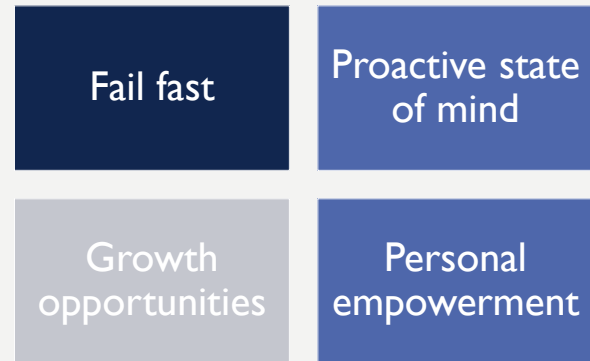 Fail fast
Proactive state
of mind
Growth
opportunities
Personal
empowerment